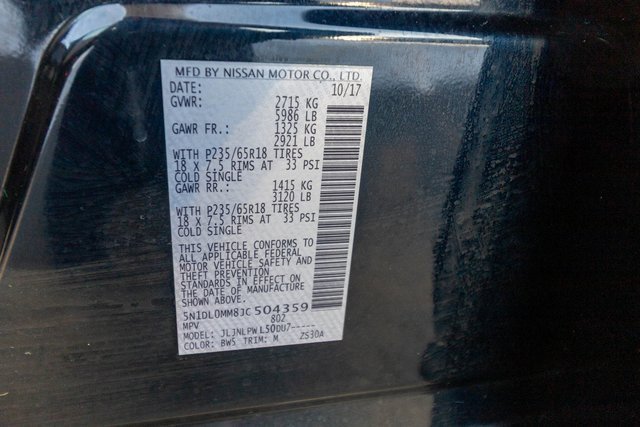 MFD BY NISSAN MOTOR CO., LTD.
DATE: 10/17
GVWR: 2715 KG
5986 LB
GAWR FR.: 1325 KG
2921 LB
WITH P235/65R18 TIRES
18 X 7.5 RIMS AT 33 PSI
COLD SINGLE
GAWR RR.: 1415 KG
3120 LB
WITH P235/65R18 TIRES
18 X 7.5 RIMS AT 33 PSI
COLD SINGLE
THIS VEHICLE CONFORMS TO
ALL APPLICABLE FEDERAL
MOTOR VEHICLE SAFETY AND
THEFT PREVENTION
STANDARDS IN EFFECT ON
THE DATE OF MANUFACTURE
SHOWN ABOVE.
5N1DL0MM8JC504359
MPV 802
MODEL: JLJNLPW L50DU7-----
COLOR: BW5 TRIM: M ZS30A